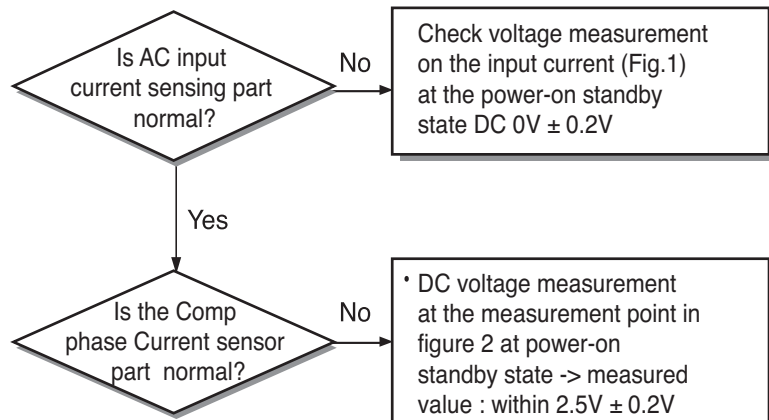 Is AC input
current sensing part
normal?
No
Check voltage measurement
on the input current (Fig.1)
at the power-on standby
state DC 0V ± 0.2V
Yes
Is the Comp
phase Current sensor
part normal?
No
• DC voltage measurement
at the measurement point in
figure 2 at power-on
standby state -> measured
value : within 2.5V ± 0.2V